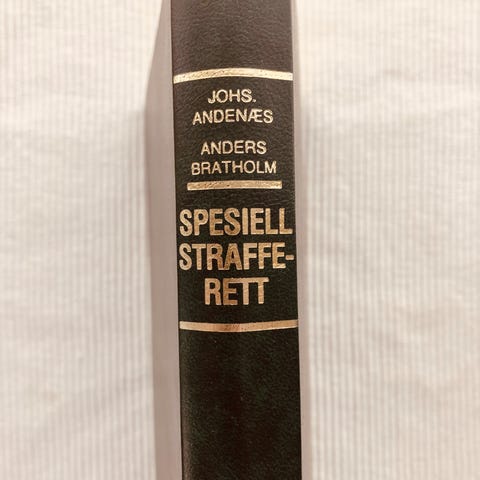 JOHS.
ANDENÆS
ANDERS
BRATHOLM
SPESIELL
STRAFFE-
RETT